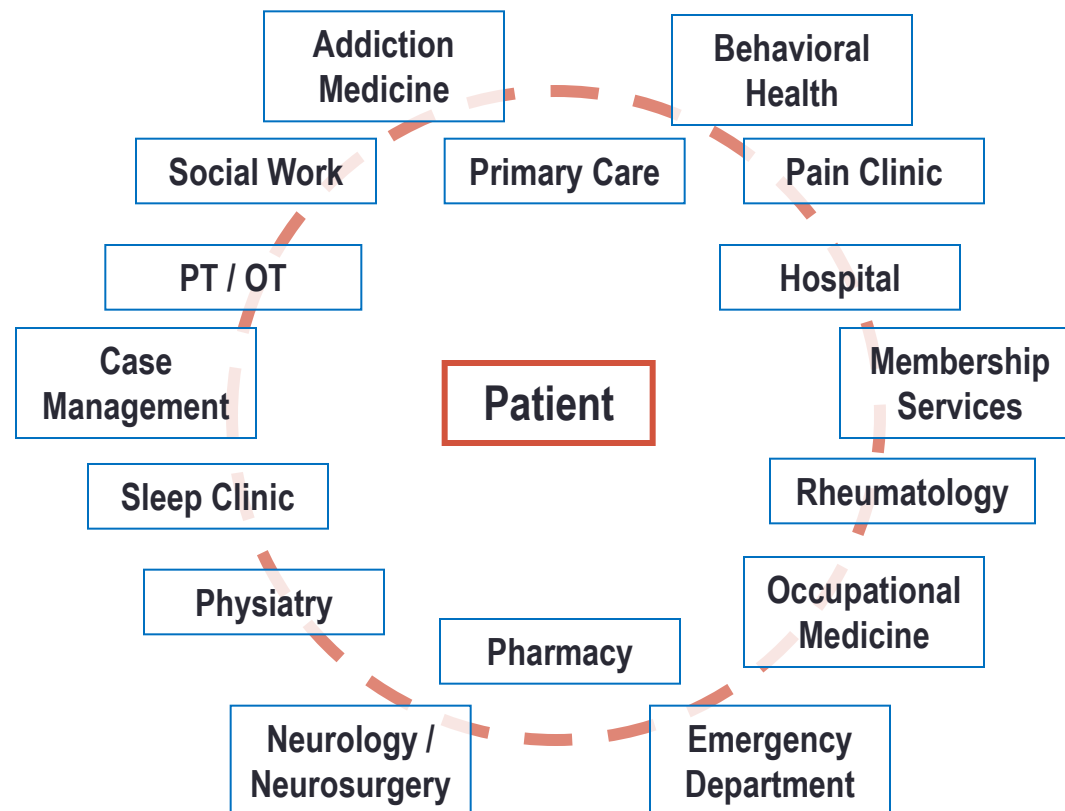 Addiction
Medicine
Behavioral
Health
Social Work
Primary Care
Pain Clinic
PT / OT
Hospital
Case
Management
Patient
Membership
Services
Sleep Clinic
Rheumatology
Physiatry
Occupational
Medicine
Pharmacy
Neurology /
Neurosurgery
Emergency
Department